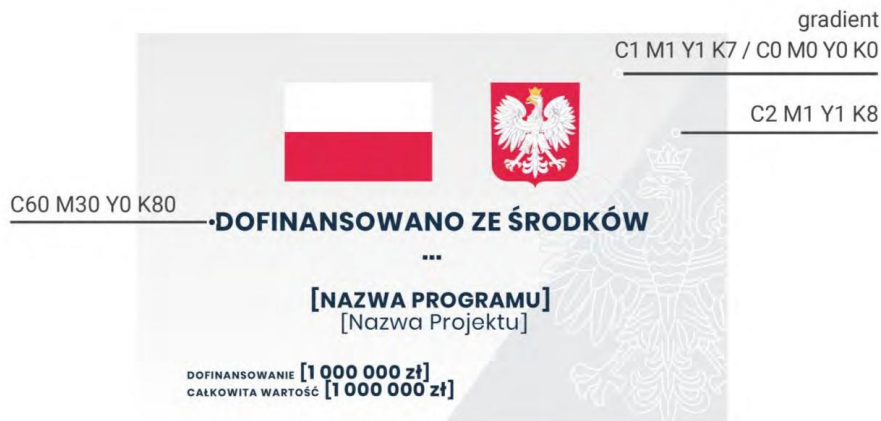 gradient
C1 M1 Y1 K7 / C0 M0 Y0 K0
C2 M1 Y1 K8
C60 M30 Y0 K80
DOFINANSOWANO ZE ŚRODKÓW
...
[NAZWA PROGRAMU]
[Nazwa Projektu]
DOFINANSOWANIE [1 000 000 zł]
CAŁKOWITA WARTOŚĆ [1 000 000 zł]